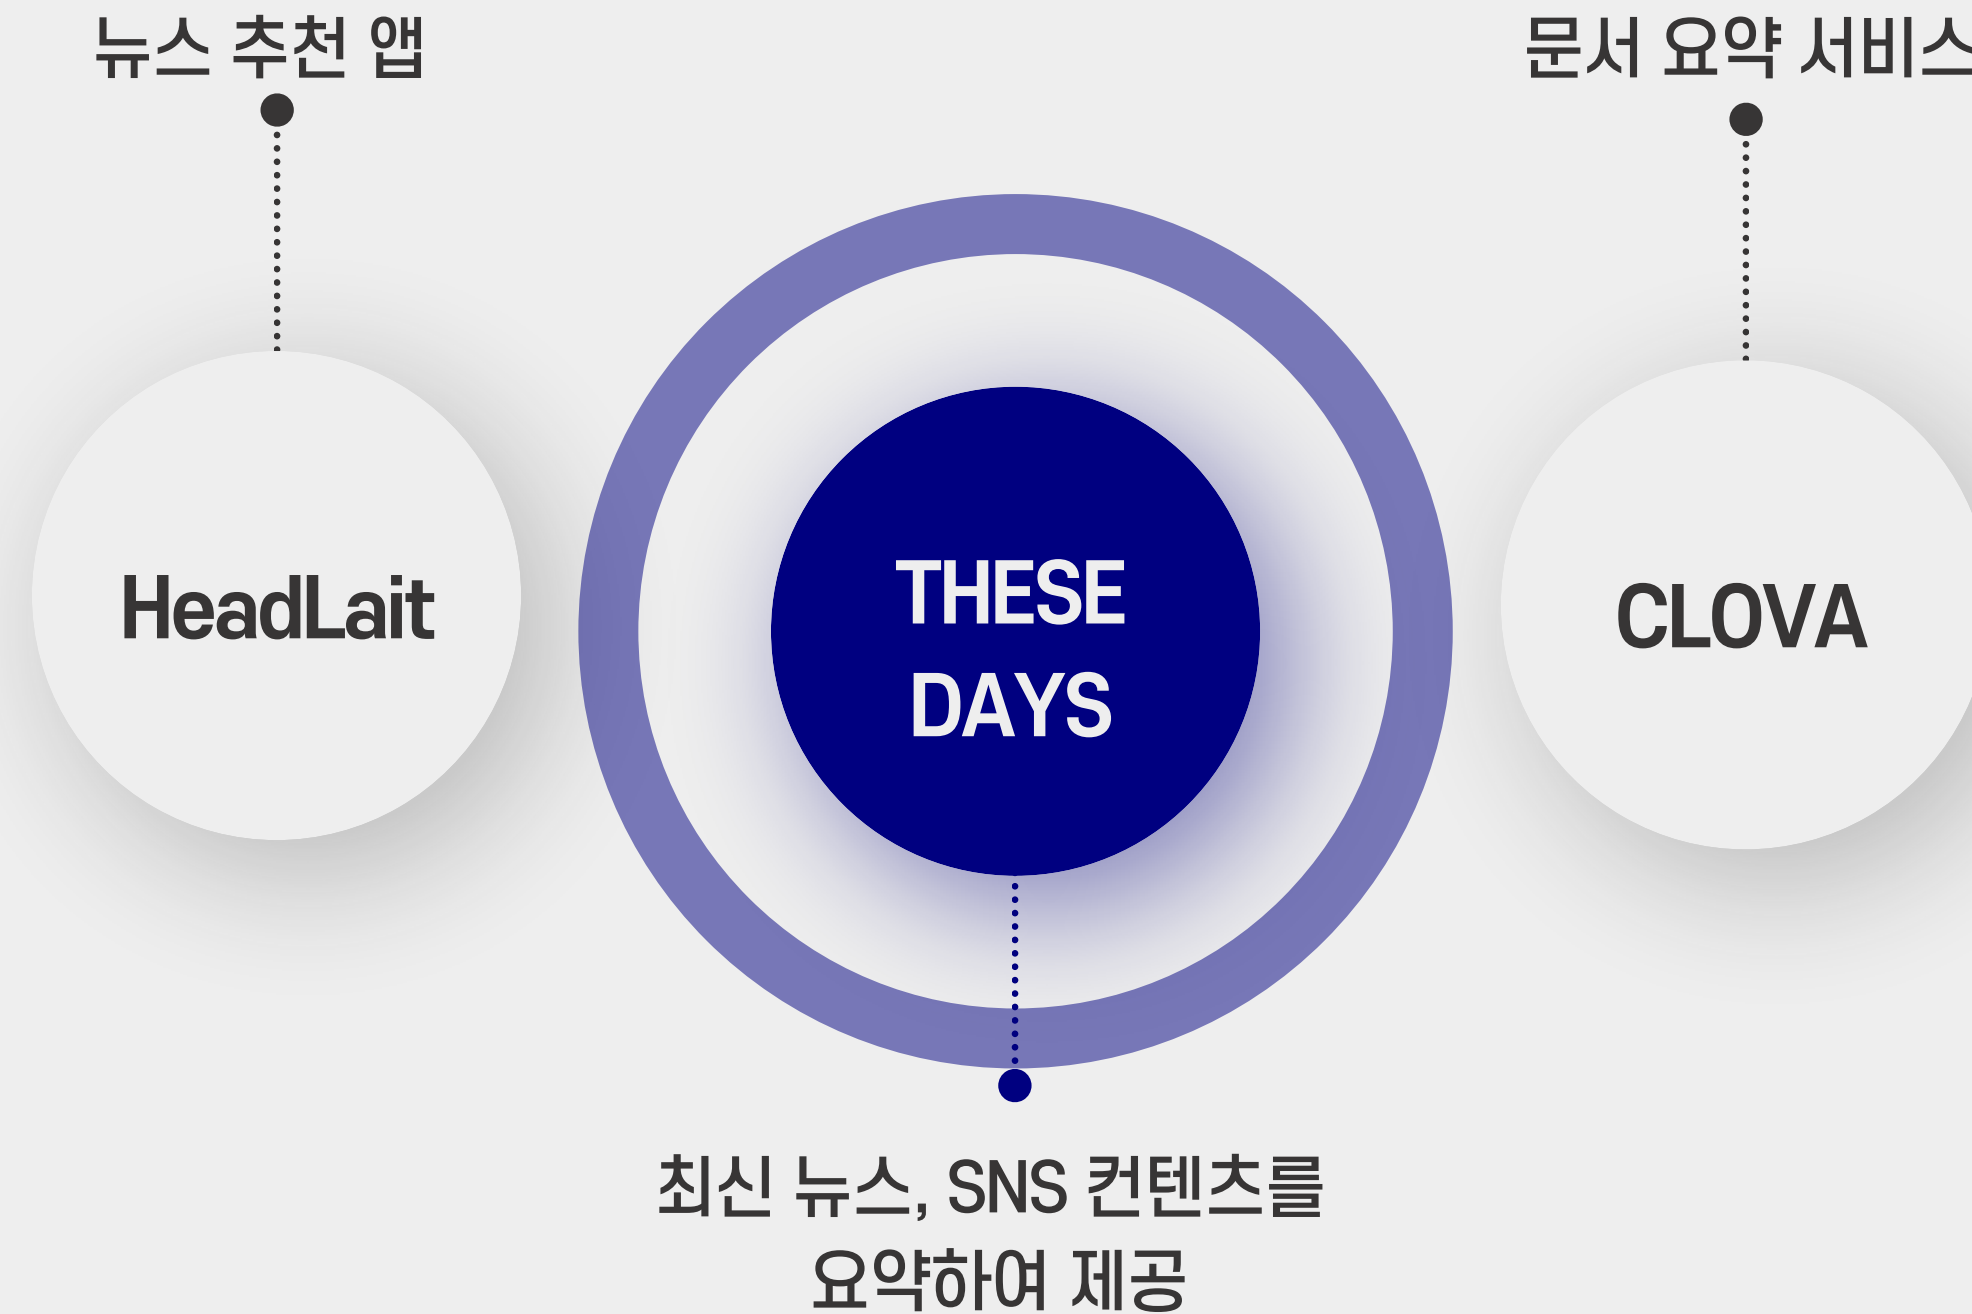 뉴스 추천 앱
문서 요약 서비스
HeadLait
THESE
DAYS
CLOVA
최신 뉴스, SNS 컨텐츠를
요약하여 제공